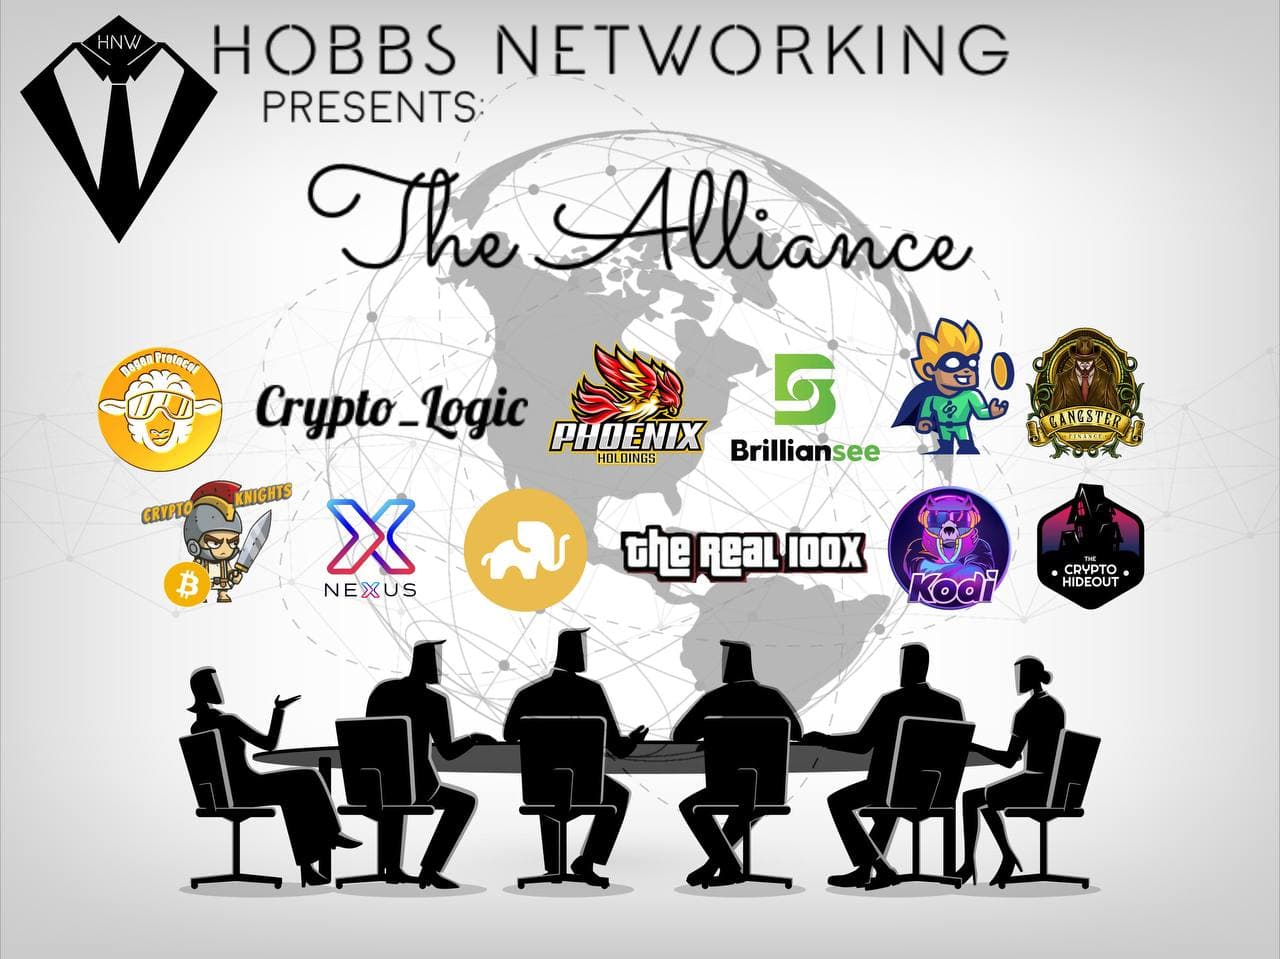 HNW
HOBBS NETWORKING
PRESENTS:
The Alliance
Degen Protocol
Crypto_Logic
PHOENIX
HOLDINGS
Brilliansee
GANGSTER
FINANCE
CRYPTO KNIGHTS
NEXUS
the Real 100x
Kodi
THE
CRYPTO
HIDEOUT